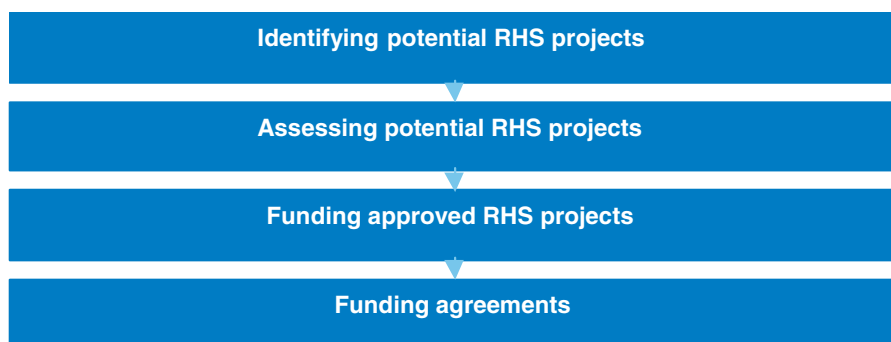 Identifying potential RHS projects
Assessing potential RHS projects
Funding approved RHS projects
Funding agreements